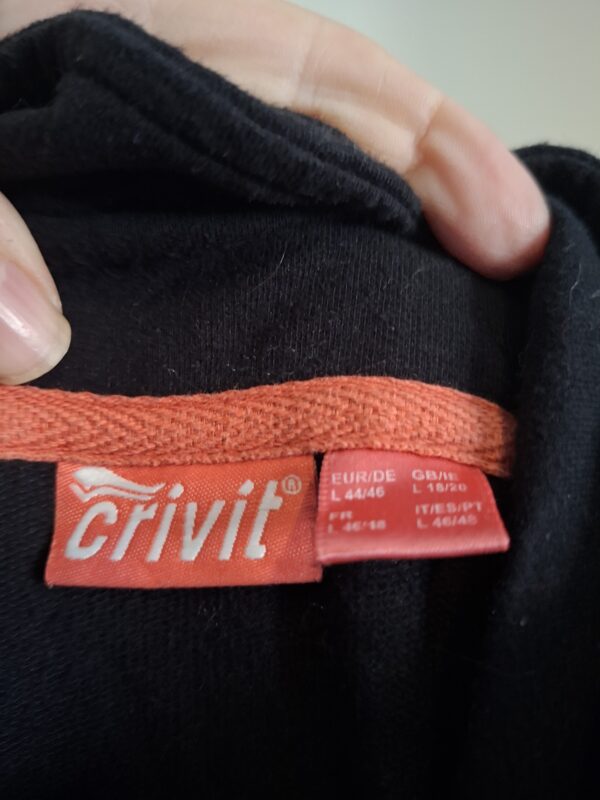 crivit®
EUR/DE GB/IE
L 44/46 L 18/20
FR IT/ES/PT
L 46/48 L 46/48